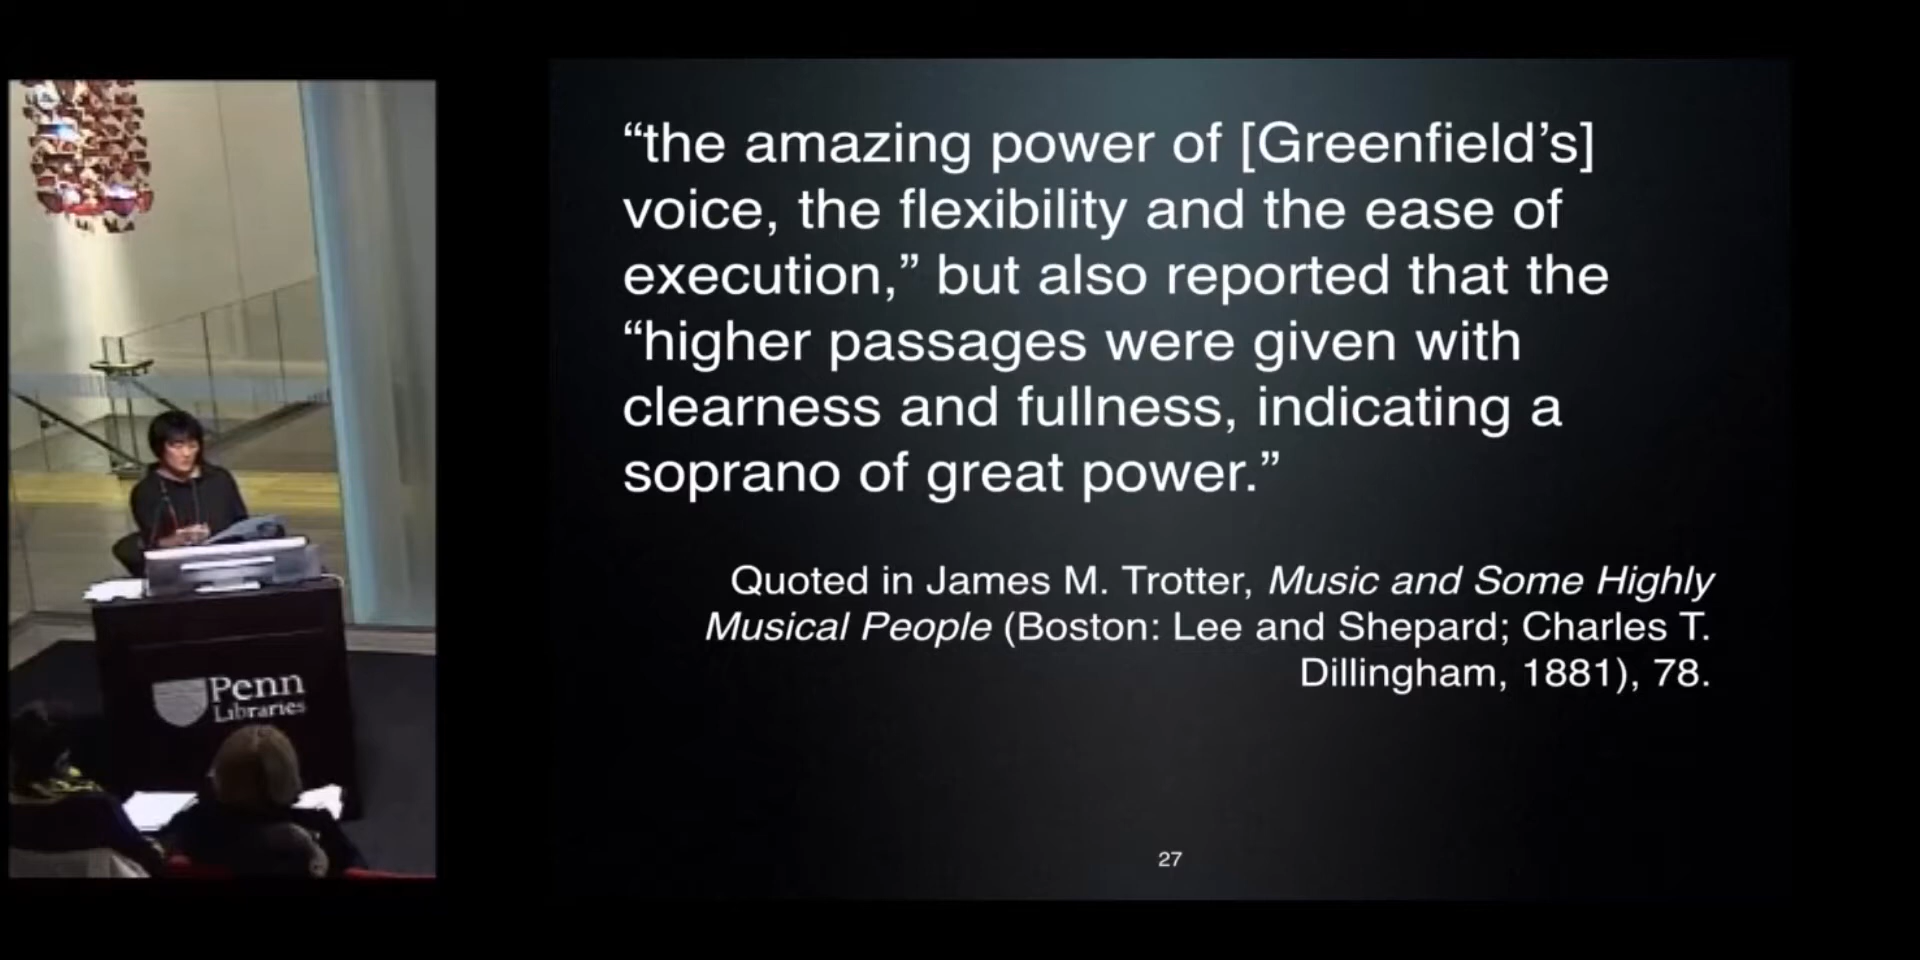 “the amazing power of [Greenfield’s]
voice, the flexibility and the ease of
execution,” but also reported that the
“higher passages were given with
clearness and fullness, indicating a
soprano of great power.”
Quoted in James M. Trotter, Music and Some Highly
Musical People (Boston: Lee and Shepard; Charles T.
Dillingham, 1881), 78.
27
Penn
Libraries